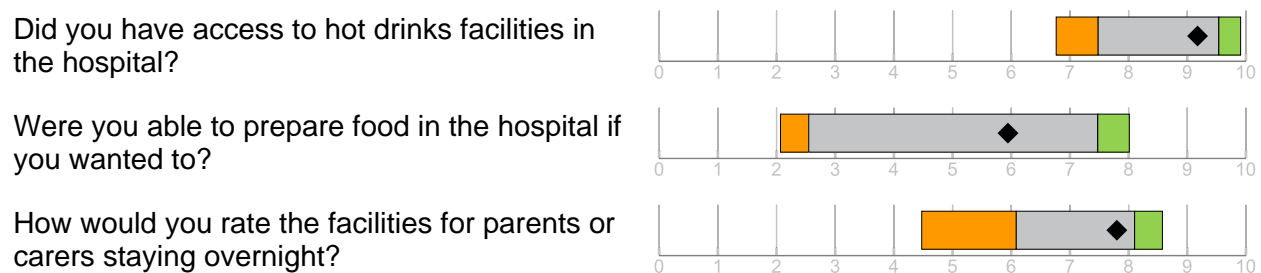 Did you have access to hot drinks facilities in
the hospital?
0 1 2 3 4 5 6 7 8 9 10
Were you able to prepare food in the hospital if
you wanted to?
0 1 2 3 4 5 6 7 8 9 10
How would you rate the facilities for parents or
carers staying overnight?
0 1 2 3 4 5 6 7 8 9 10